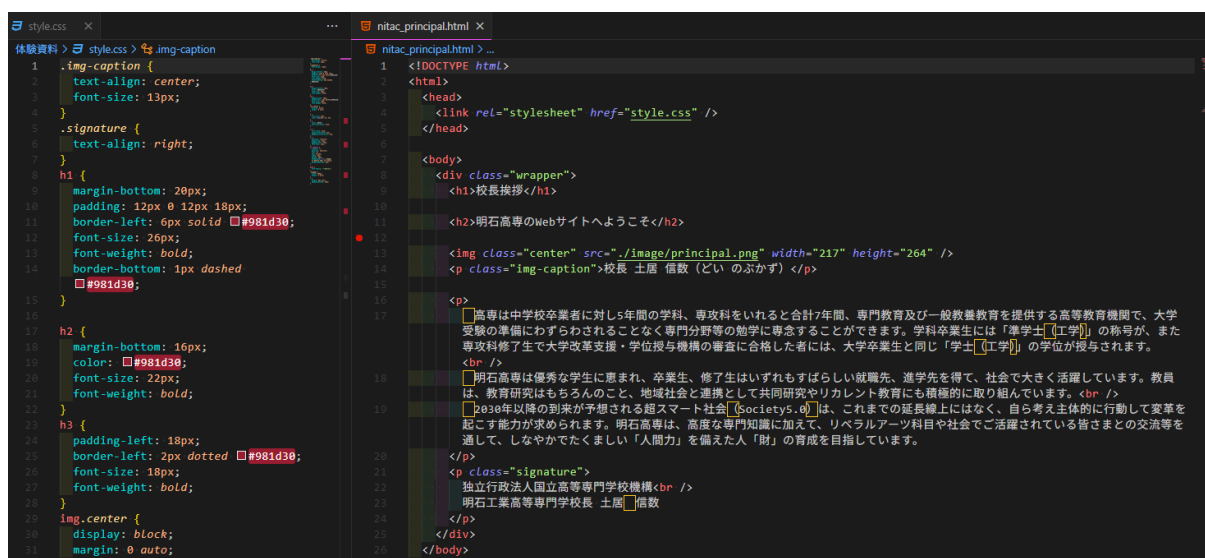 style.css
体験資料 > style.css > .img-caption
1 .img-caption {
2 text-align: center;
3 font-size: 13px;
4 }
5 .signature {
6 text-align: right;
7 }
8 h1 {
9 margin-bottom: 20px;
10 padding: 12px 0 12px 18px;
11 border-left: 6px solid #981d30;
12 font-size: 26px;
13 font-weight: bold;
14 border-bottom: 1px dashed
#981d30;
15 }
16
17 h2 {
18 margin-bottom: 16px;
19 color: #981d30;
20 font-size: 22px;
21 font-weight: bold;
22 }
23 h3 {
24 padding-left: 18px;
25 border-left: 2px dotted #981d30;
26 font-size: 18px;
27 font-weight: bold;
28 }
29 img.center {
30 display: block;
31 margin: 0 auto;
nitac_principal.html
nitac_principal.html > ...
1 <!DOCTYPE html>
2 <html>
3 <head>
4 <link rel="stylesheet" href="style.css" />
5 </head>
6
7 <body>
8 <div class="wrapper">
9 <h1>校長挨拶</h1>
10
11 <h2>明石高専のWebサイトへようこそ</h2>
12
13 <img class="center" src="./image/principal.png" width="217" height="264" />
14 <p class="img-caption">校長 土居 信数（どい のぶかず）</p>
15
16 <p>
17 　高専は中学校卒業者に対し5年間の学科、専攻科をいれると合計7年間、専門教育及び一般教養教育を提供する高等教育機関で、大学
受験の準備にわずらわされることなく専門分野等の勉学に専念することができます。学科卒業生には「準学士（工学）」の称号が、また
専攻科修了生で大学改革支援・学位授与機構の審査に合格した者には、大学卒業生と同じ「学士（工学）」の学位が授与されます。
<br />
18 　明石高専は優秀な学生に恵まれ、卒業生、修了生はいずれもすばらしい就職先、進学先を得て、社会で大きく活躍しています。教員
は、教育研究はもちろんのこと、地域社会と連携として共同研究やリカレント教育にも積極的に取り組んでいます。<br />
19 　2030年以降の到来が予想される超スマート社会（Society5.0）は、これまでの延長線上にはなく、自ら考え主体的に行動して変革を
起こす能力が求められます。明石高専は、高度な専門知識に加えて、リベラルアーツ科目や社会でご活躍されている皆さまとの交流等を
通して、しなやかでたくましい「人間力」を備えた人「財」の育成を目指しています。
20 </p>
21 <p class="signature">
22 独立行政法人国立高等専門学校機構<br />
23 明石工業高等専門学校長 土居　信数
24 </p>
25 </div>
26 </body>